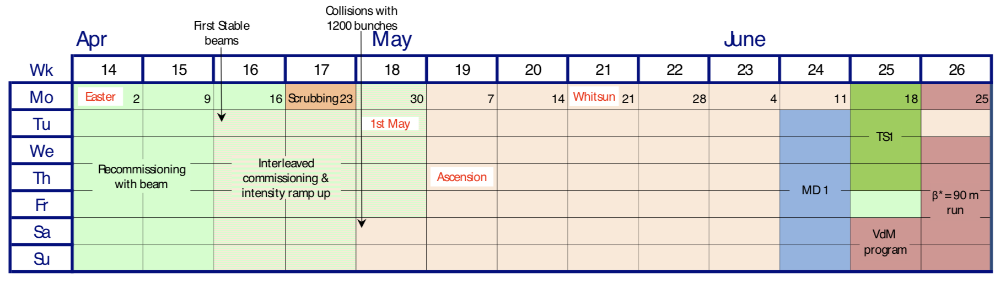 Collisions with
1200 bunches
First Stable
beams
Apr May June
Wk 14 15 16 17 18 19 20 21 22 23 24 25 26
Mo Easter 2 9 16 Scrubbing 23 30 7 14 Whitsun 21 28 4 11 18 25
Tu 1st May
TS1
We
Interleaved
Recommissioning
commissioning &
Th Ascension
with beam
intensity ramp up
MD 1
β* = 90 m
Fr run
Sa VdM
program
Su